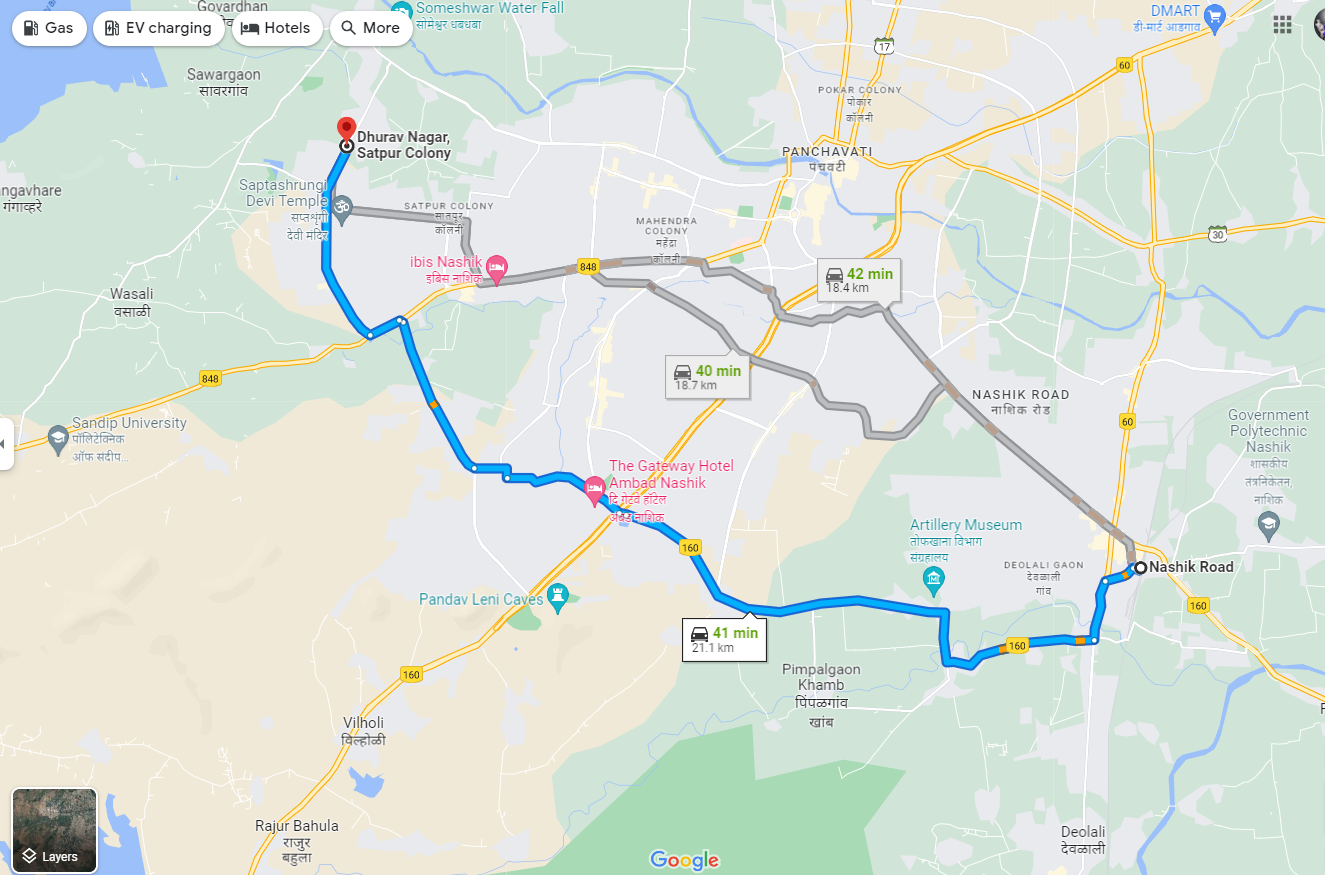 Gas
EV charging
Hotels
More
Govardhan
Someshwar Water Fall
सोमेश्वर धबधबा
DMART
डी-मार्ट आडगाव
17
60
Sawargaon
सावरगांव
POKAR COLONY
पोकार
कॉलनी
Dhurav Nagar,
Satpur Colony
PANCHAVATI
पंचवटी
angavhare
गंगाव्हरे
Saptashrungi
Devi Temple
सप्तशृंगी
देवी मंदिर
SATPUR COLONY
सातपूर
कॉलनी
MAHENDRA
COLONY
महेंद्रा
कॉलनी
30
ibis Nashik
इबिस नाशिक
848
42 min
18.4 km
Wasali
वसाळी
848
40 min
18.7 km
NASHIK ROAD
नाशिक रोड
60
Sandip University
पॉलिटेक्निक
ऑफ संदीप...
Government
Polytechnic
Nashik
शासकीय
तंत्रनिकेतन,
नाशिक
The Gateway Hotel
Ambad Nashik
दि गेटवे हॉटेल
अंबड नाशिक
160
Artillery Museum
तोफखाना विभाग
संग्रहालय
DEOLALI GAON
देवळाली
गांव
Nashik Road
Pandav Leni Caves
160
41 min
21.1 km
160
160
Pimpalgaon
Khamb
पिंपळगांव
खांब
Vilholi
विल्होळी
Rajur Bahula
राजुर
बहुला
Deolali
देवळाली
Layers
Google